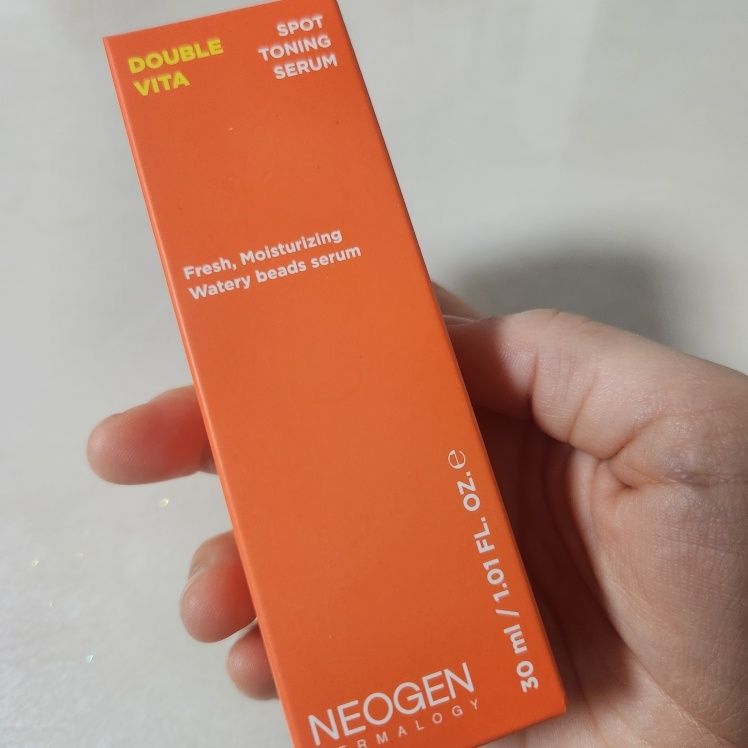 DOUBLE
VITA
SPOT
TONING
SERUM
Fresh, Moisturizing
Watery beads serum
30 ml / 1.01 FL. OZ. ℮
NEOGEN